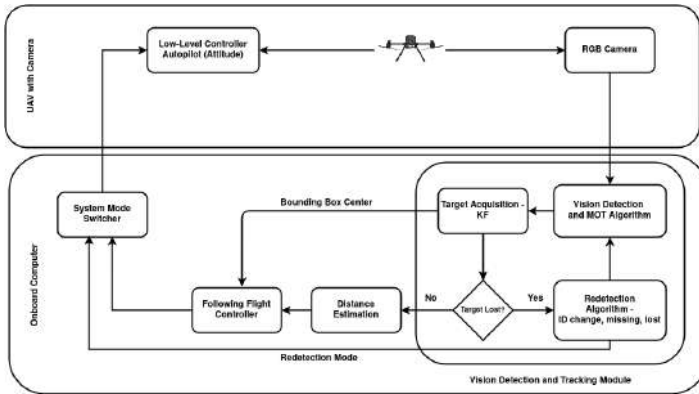 UAV with Camera
Low-Level Controller
Autopilot (Attitude)
RGB Camera
Onboard Computer
System Mode
Switcher
Bounding Box Center
Target Acquisition -
KF
Vision Detection
and MOT Algorithm
Following Flight
Controller
Distance
Estimation
No
Target Lost?
Yes
Redetection
Algorithm -
ID change, missing, lost
Redetection Mode
Vision Detection and Tracking Module